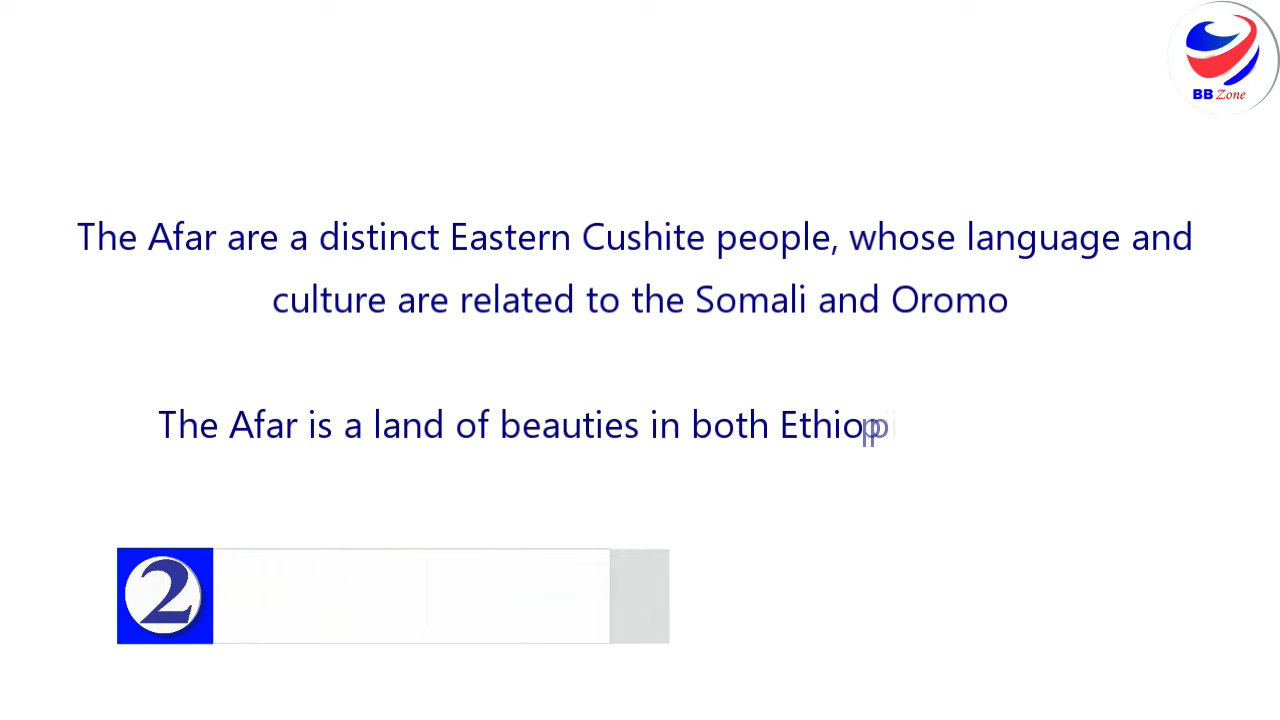 BB Zone
The Afar are a distinct Eastern Cushite people, whose language and
culture are related to the Somali and Oromo
The Afar is a land of beauties in both
2